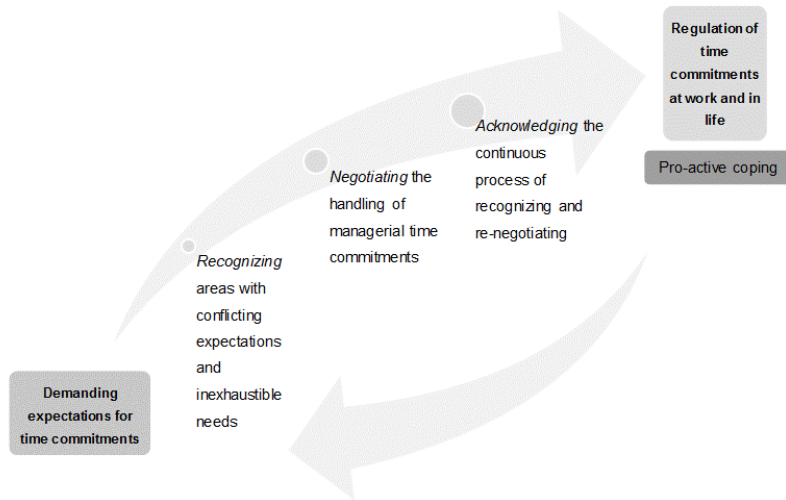 Regulation of
time
commitments
at work and in
life
Pro-active coping
Acknowledging the
continuous
process of
recognizing and
re-negotiating
Negotiating the
handling of
managerial time
commitments
Recognizing
areas with
conflicting
expectations
and
inexhaustible
needs
Demanding
expectations for
time commitments